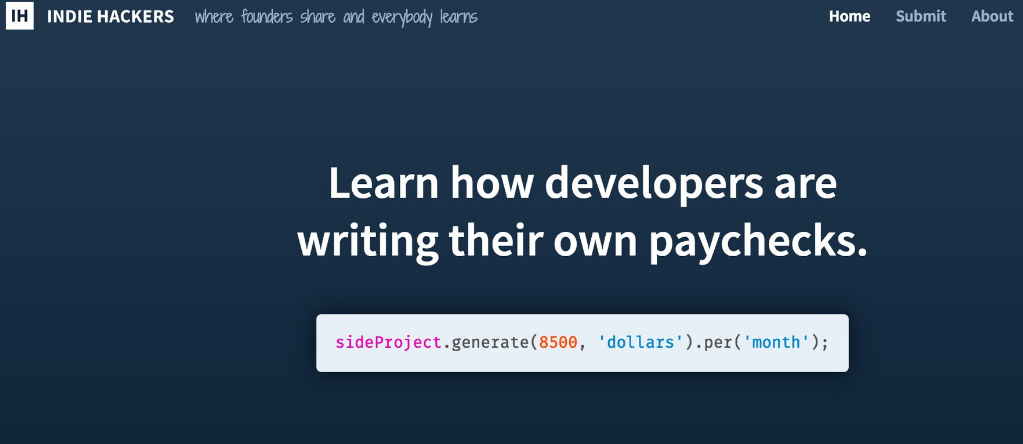 IH INDIE HACKERS where founders share and everybody learns Home Submit About
Learn how developers are
writing their own paychecks.
sideProject.generate(8500, 'dollars').per('month');